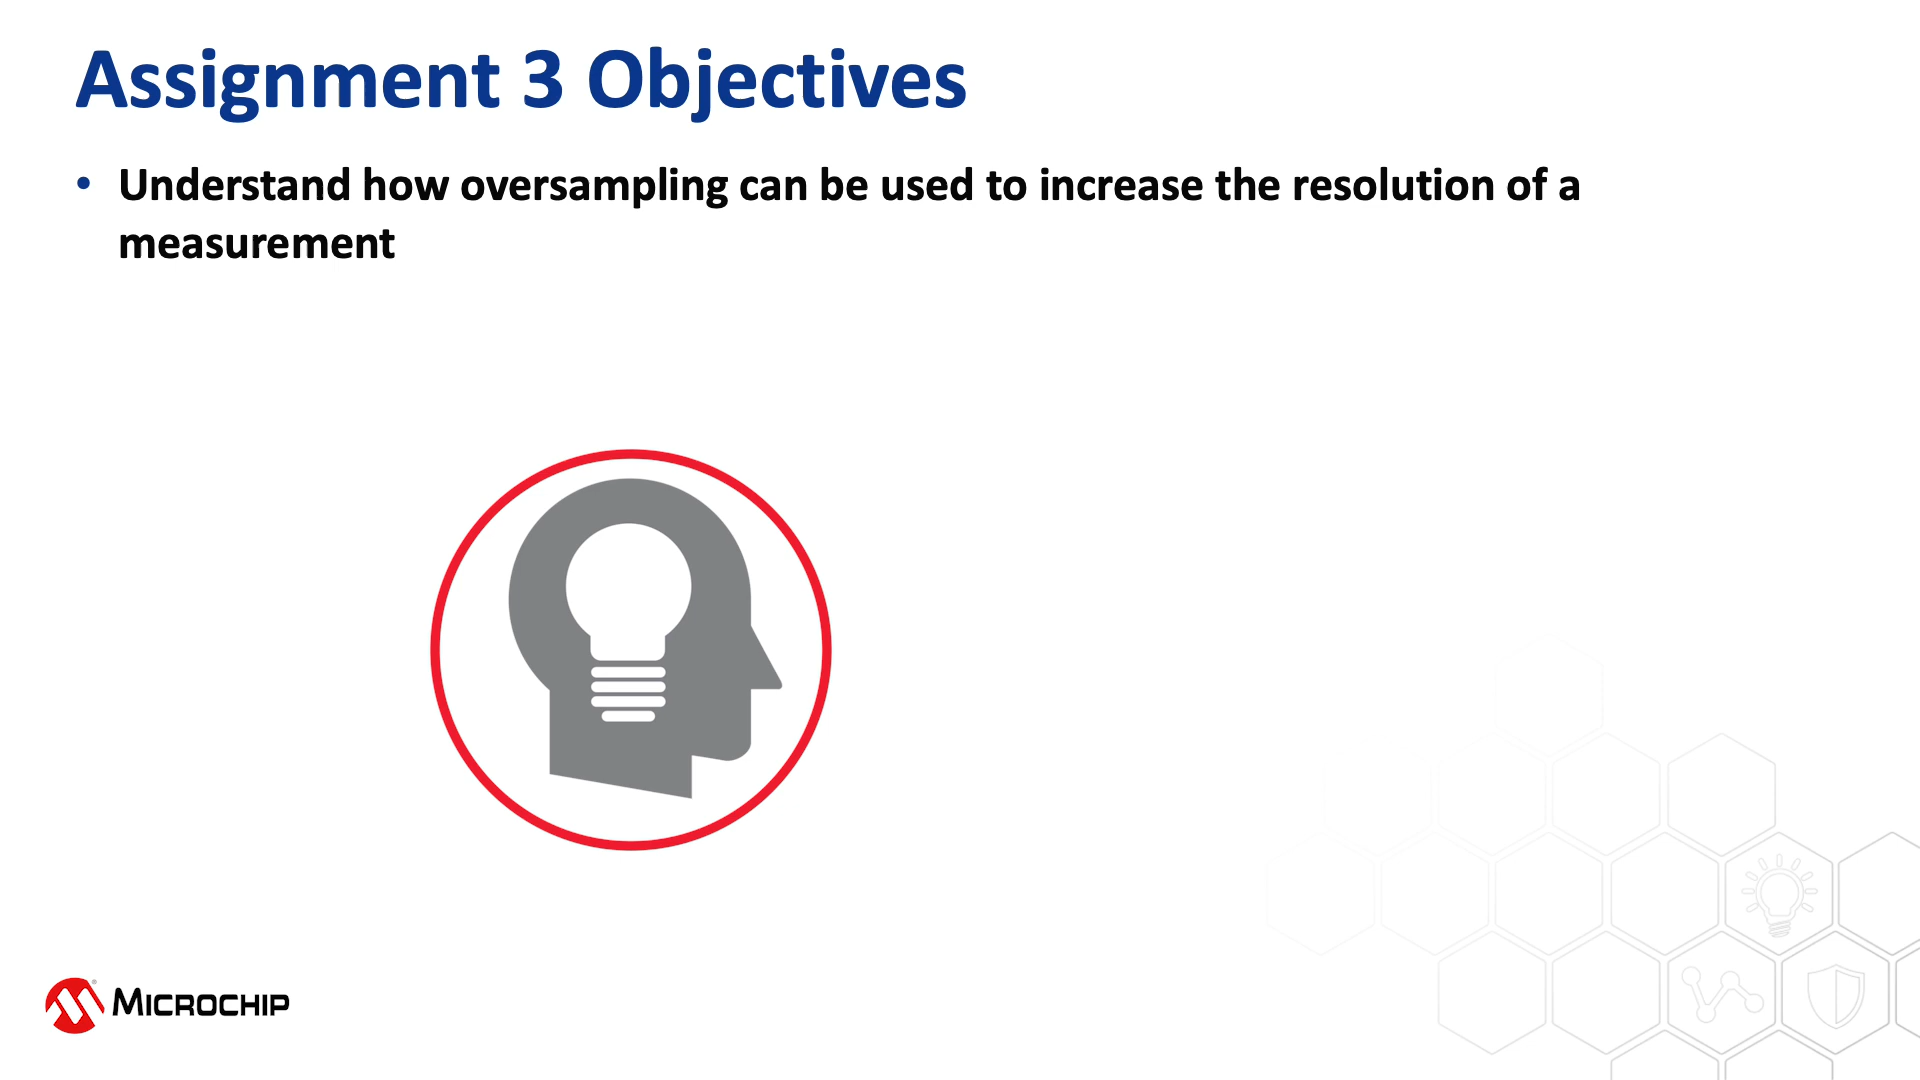 Assignment 3 Objectives
• Understand how oversampling can be used to increase the resolution of a
measurement
MICROCHIP